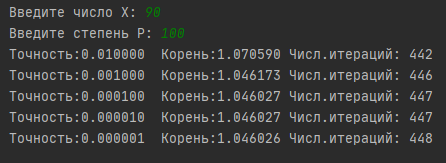 Введите число X: 90
Введите степень P: 100
Точность:0.010000  Корень:1.070590 Числ.итераций: 442
Точность:0.001000  Корень:1.046173 Числ.итераций: 446
Точность:0.000100  Корень:1.046027 Числ.итераций: 447
Точность:0.000010  Корень:1.046027 Числ.итераций: 447
Точность:0.000001  Корень:1.046026 Числ.итераций: 448